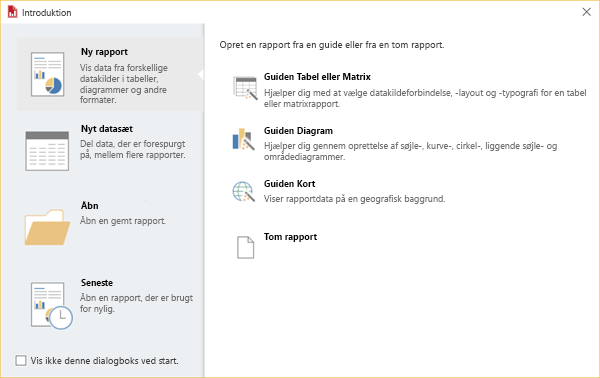 Introduktion
Ny rapport
Vis data fra forskellige
datakilder i tabeller,
diagrammer og andre
formater.
Nyt datasæt
Del data, der er forespurgt
på, mellem flere rapporter.
Åbn
Åbn en gemt rapport.
Seneste
Åbn en rapport, der er brugt
for nylig.
Vis ikke denne dialogboks ved start.
Opret en rapport fra en guide eller fra en tom rapport.
Guiden Tabel eller Matrix
Hjælper dig med at vælge datakildeforbindelse, -layout og -typografi for en tabel
eller matrixrapport.
Guiden Diagram
Hjælper dig gennem oprettelse af søjle-, kurve-, cirkel-, liggende søjle- og
områdediagrammer.
Guiden Kort
Viser rapportdata på en geografisk baggrund.
Tom rapport